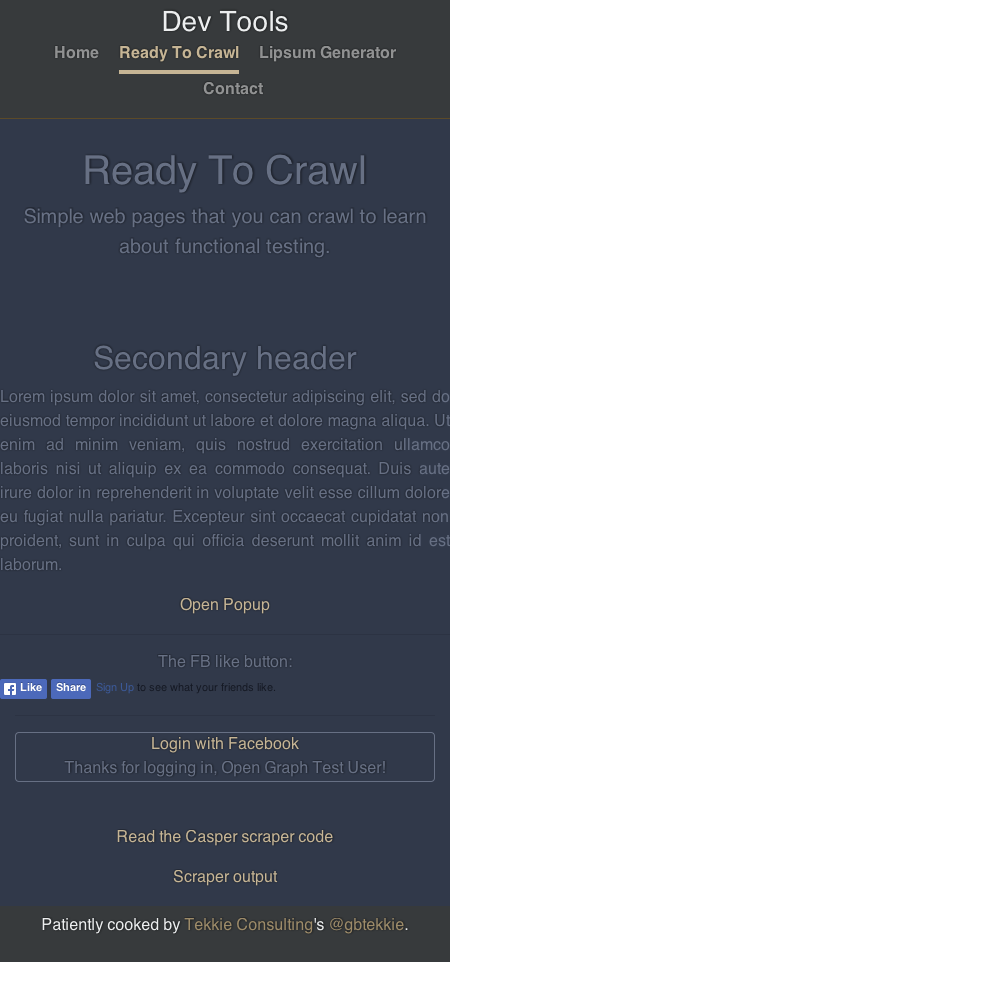 Dev Tools
Home Ready To Crawl Lipsum Generator
Contact
Ready To Crawl
Simple web pages that you can crawl to learn
about functional testing.
Secondary header
Lorem ipsum dolor sit amet, consectetur adipiscing elit, sed do
eiusmod tempor incididunt ut labore et dolore magna aliqua. Ut
enim ad minim veniam, quis nostrud exercitation ullamco
laboris nisi ut aliquip ex ea commodo consequat. Duis aute
irure dolor in reprehenderit in voluptate velit esse cillum dolore
eu fugiat nulla pariatur. Excepteur sint occaecat cupidatat non
proident, sunt in culpa qui officia deserunt mollit anim id est
laborum.
Open Popup
The FB like button:
Like Share Sign Up to see what your friends like.
Login with Facebook
Thanks for logging in, Open Graph Test User!
Read the Casper scraper code
Scraper output
Patiently cooked by Tekkie Consulting's @gbtekkie.